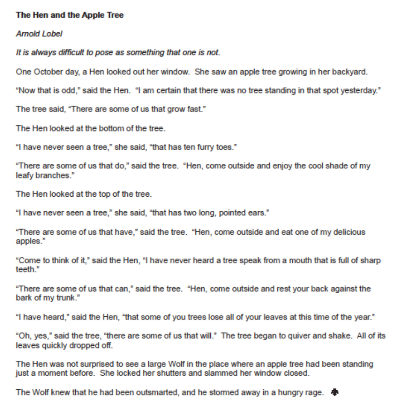 The Hen and the Apple Tree
Arnold Lobel
It is always difficult to pose as something that one is not.
One October day, a Hen looked out her window.  She saw an apple tree growing in her backyard.
“Now that is odd,” said the Hen.  “I am certain that there was no tree standing in that spot yesterday.”
The tree said, “There are some of us that grow fast.”
The Hen looked at the bottom of the tree.
“I have never seen a tree,” she said, “that has ten furry toes.”
“There are some of us that do,” said the tree.  “Hen, come outside and enjoy the cool shade of my
leafy branches.”
The Hen looked at the top of the tree.
“I have never seen a tree,” she said, “that has two long, pointed ears.”
“There are some of us that have,” said the tree.  “Hen, come outside and eat one of my delicious
apples.”
“Come to think of it,” said the Hen, “I have never heard a tree speak from a mouth that is full of sharp
teeth.”
“There are some of us that can,” said the tree.  “Hen, come outside and rest your back against the
bark of my trunk.”
“I have heard,” said the Hen, “that some of you trees lose all of your leaves at this time of the year.”
“Oh, yes,” said the tree, “there are some of us that will.”  The tree began to quiver and shake.  All of its
leaves quickly dropped off.
The Hen was not surprised to see a large Wolf in the place where an apple tree had been standing
just a moment before.  She locked her shutters and slammed her window closed.
The Wolf knew that he had been outsmarted, and he stormed away in a hungry rage.